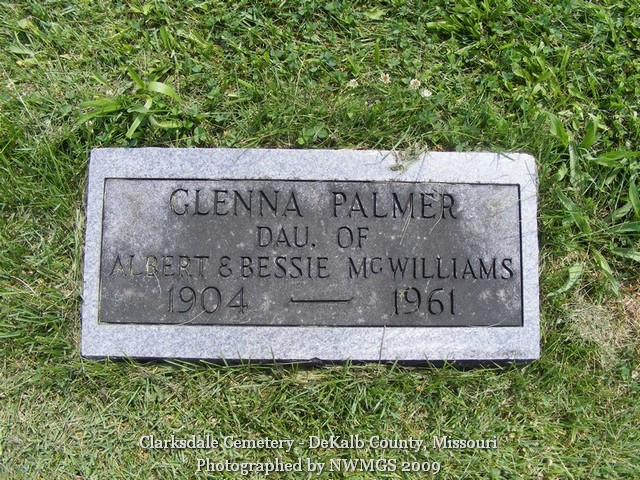 GLENNA PALMER
DAU. OF
ALBERT & BESSIE McWILLIAMS
1904 — 1961
Clarksdale Cemetery - DeKalb County, Missouri
Photographed by NWMGS 2009